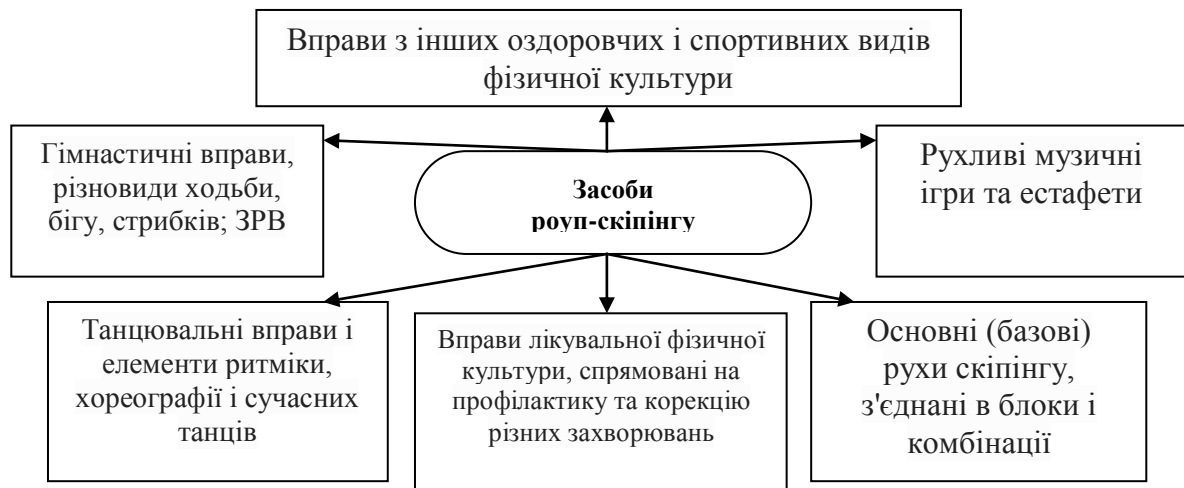 Вправи з інших оздоровчих і спортивних видів
фізичної культури
Гімнастичні вправи,
різновиди ходьби,
бігу, стрибків; ЗРВ
Засоби
роуп-скіпінгу
Рухливі музичні
ігри та естафети
Танцювальні вправи і
елементи ритміки,
хореографії і сучасних
танців
Вправи лікувальної фізичної
культури, спрямовані на
профілактику та корекцію
різних захворювань
Основні (базові)
рухи скіпінгу,
з'єднані в блоки і
комбінації